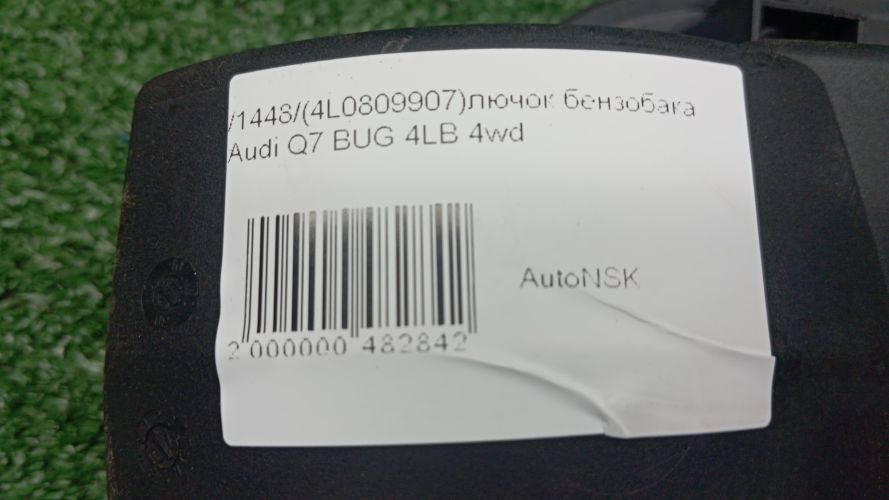 /1448/(4L0809907)лючок бензобака
Audi Q7 BUG 4LB 4wd
AutoNSK
2 000000 482842